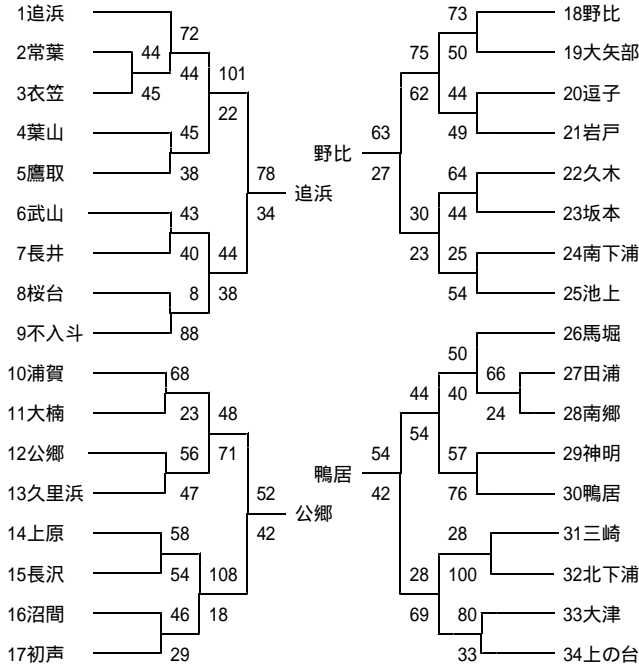 1追浜
72
2常葉
44
44
101
3衣笠
45
22
4葉山
45
5鷹取
38
78
追浜
34
6武山
43
7長井
40
44
8桜台
8
38
9不入斗
88
10浦賀
68
11大楠
23
48
12公郷
56
71
13久里浜
47
52
公郷
42
14上原
58
15長沢
54
108
16沼間
46
18
17初声
29
73
18野比
75
50
19大矢部
62
44
20逗子
49
21岩戸
63
野比
27
64
22久木
30
44
23坂本
23
25
24南下浦
54
25池上
26馬堀
50
66
27田浦
44
40
24
28南郷
54
57
29神明
54
鴨居
42
76
30鴨居
28
31三崎
28
100
32北下浦
69
80
33大津
33
34上の台